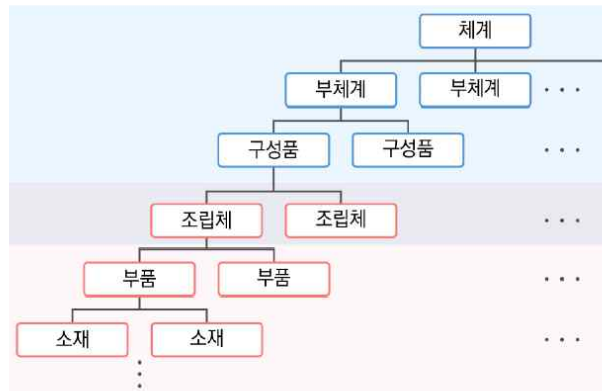 체계
부체계 부체계 · · ·
구성품 구성품 · · ·
조립체 조립체 · · ·
부품 부품 · · ·
소재 소재 · · ·